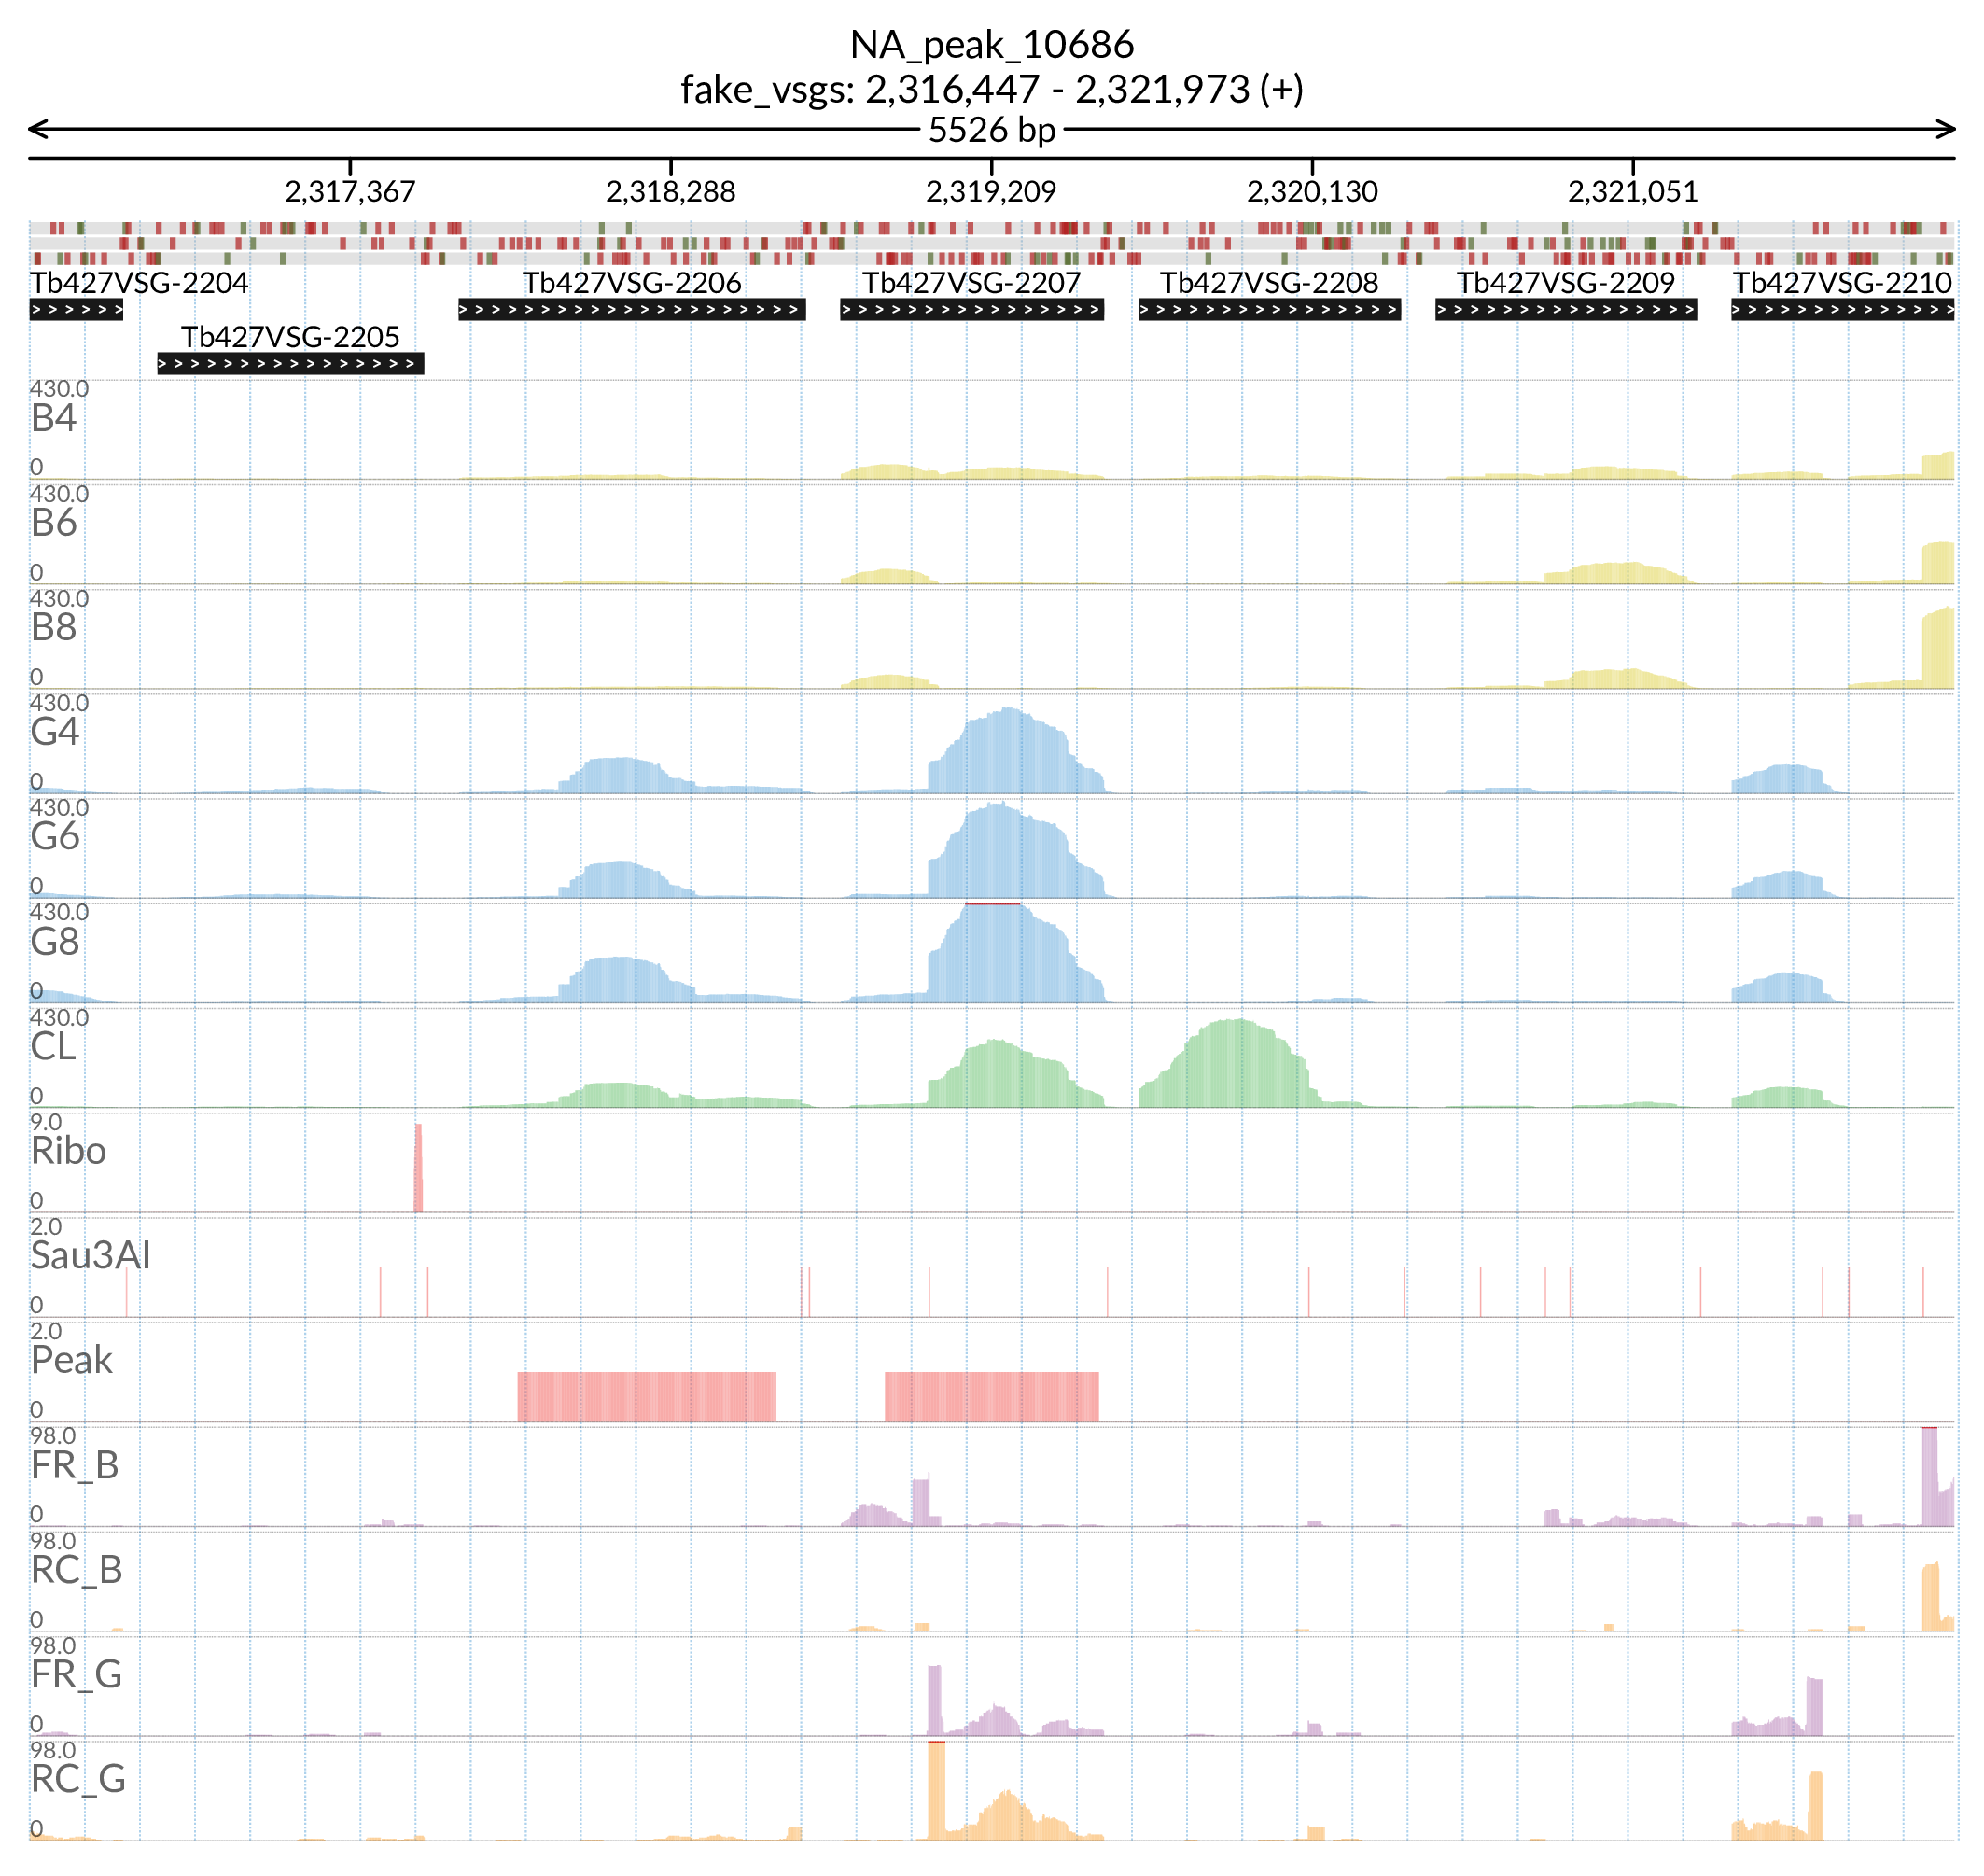 NA_peak_10686
fake_vsgs: 2,316,447 - 2,321,973 (+)
5526 bp
2,317,367 2,318,288 2,319,209 2,320,130 2,321,051
Tb427VSG-2204 Tb427VSG-2206 Tb427VSG-2207 Tb427VSG-2208 Tb427VSG-2209 Tb427VSG-2210
Tb427VSG-2205
430.0
B4
0
430.0
B6
0
430.0
B8
0
430.0
G4
0
430.0
G6
0
430.0
G8
0
430.0
CL
0
9.0
Ribo
0
2.0
Sau3AI
0
2.0
Peak
0
98.0
FR_B
0
98.0
RC_B
0
98.0
FR_G
0
98.0
RC_G
0